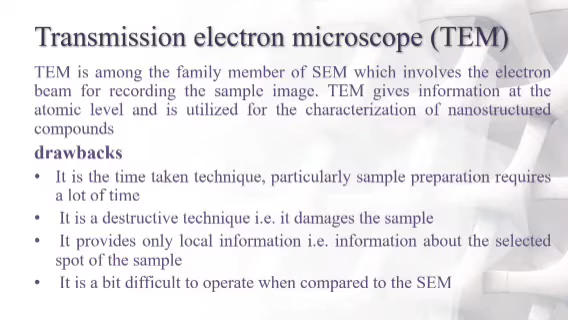 Transmission electron microscope (TEM)
TEM is among the family member of SEM which involves the electron
beam for recording the sample image. TEM gives information at the
atomic level and is utilized for the characterization of nanostructured
compounds
drawbacks
• It is the time taken technique, particularly sample preparation requires
a lot of time
• It is a destructive technique i.e. it damages the sample
• It provides only local information i.e. information about the selected
spot of the sample
• It is a bit difficult to operate when compared to the SEM